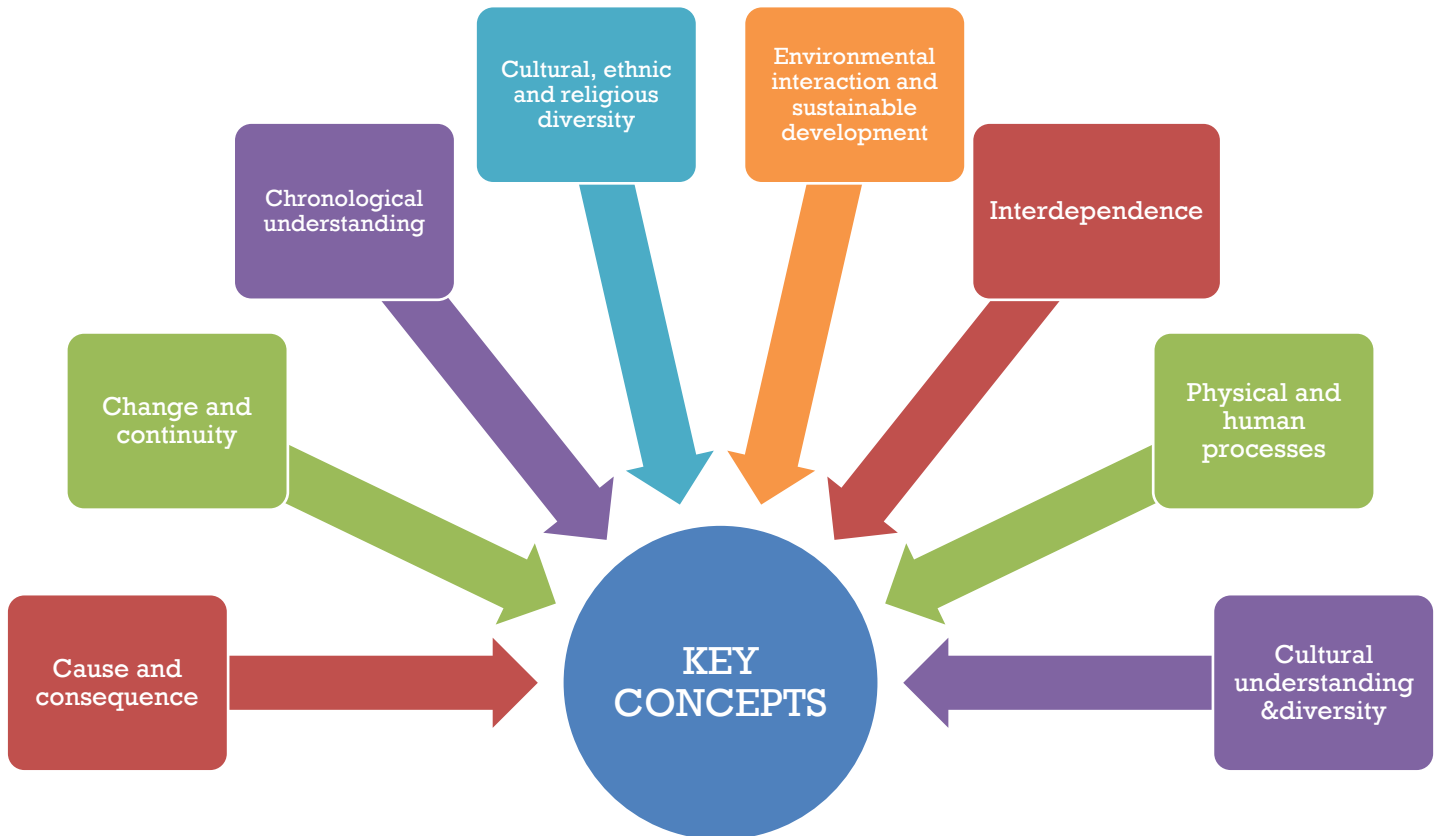 Cultural, ethnic
and religious
diversity
Environmental
interaction and
sustainable
development
Chronological
understanding
Interdependence
Change and
continuity
Physical and
human
processes
Cause and
consequence
KEY
CONCEPTS
Cultural
understanding
&diversity